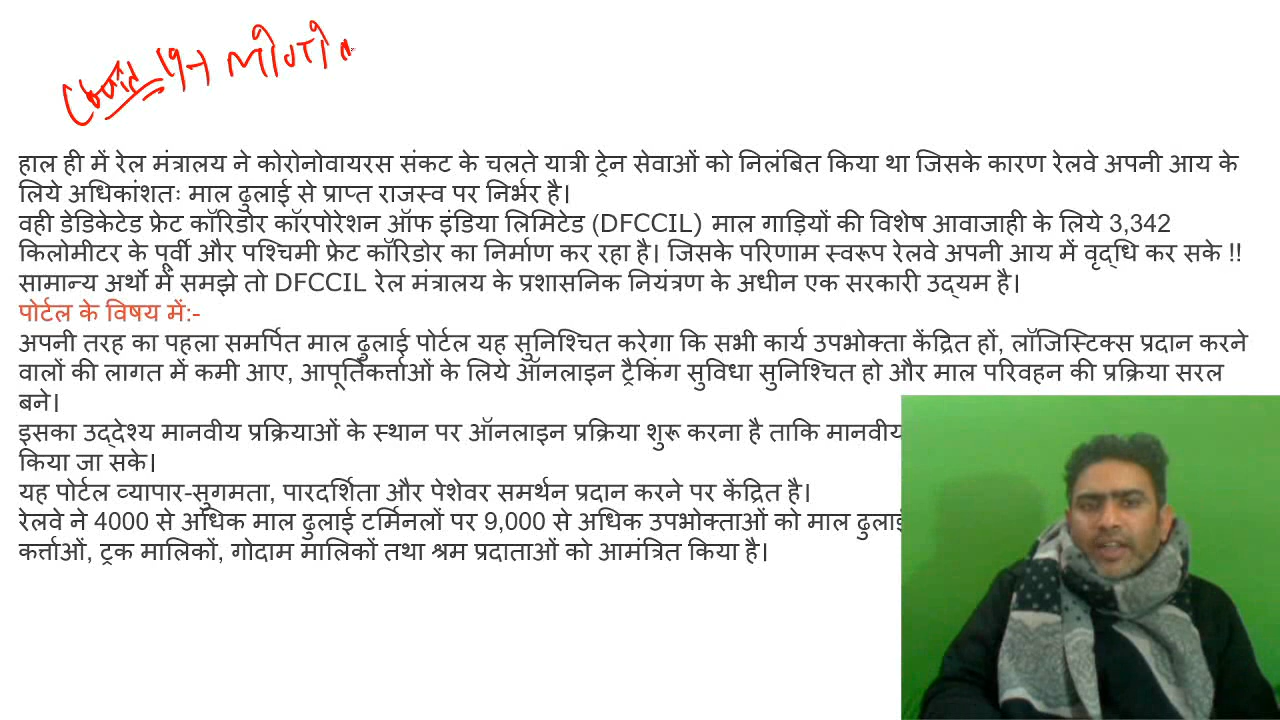 Covid 19
हाल ही में रेल मंत्रालय ने कोरोनोवायरस संकट के चलते यात्री ट्रेन सेवाओं को निलंबित किया था जिसके कारण रेलवे अपनी आय के
लिये अधिकांशतः माल ढुलाई से प्राप्त राजस्व पर निर्भर है।
वही डेडिकेटेड फ्रेट कॉरिडोर कॉरपोरेशन ऑफ इंडिया लिमिटेड (DFCCIL) माल गाड़ियों की विशेष आवाजाही के लिये 3,342
किलोमीटर के पूर्वी और पश्चिमी फ्रेट कॉरिडोर का निर्माण कर रहा है। जिसके परिणाम स्वरूप रेलवे अपनी आय में वृद्धि कर सके !!
सामान्य अर्थो में समझे तो DFCCIL रेल मंत्रालय के प्रशासनिक नियंत्रण के अधीन एक सरकारी उद्यम है।
पोर्टल के विषय में:-
अपनी तरह का पहला समर्पित माल ढुलाई पोर्टल यह सुनिश्चित करेगा कि सभी कार्य उपभोक्ता केंद्रित हों, लॉजिस्टिक्स प्रदान करने
वालों की लागत में कमी आए, आपूर्तिकर्त्ताओं के लिये ऑनलाइन ट्रैकिंग सुविधा सुनिश्चित हो और माल परिवहन की प्रक्रिया सरल
बने।
इसका उद्देश्य मानवीय प्रक्रियाओं के स्थान पर ऑनलाइन प्रक्रिया शुरू करना है ताकि मानवीय
किया जा सके।
यह पोर्टल व्यापार-सुगमता, पारदर्शिता और पेशेवर समर्थन प्रदान करने पर केंद्रित है।
रेलवे ने 4000 से अधिक माल ढुलाई टर्मिनलों पर 9,000 से अधिक उपभोक्ताओं को माल ढुलाई
कर्त्ताओं, ट्रक मालिकों, गोदाम मालिकों तथा श्रम प्रदाताओं को आमंत्रित किया है।